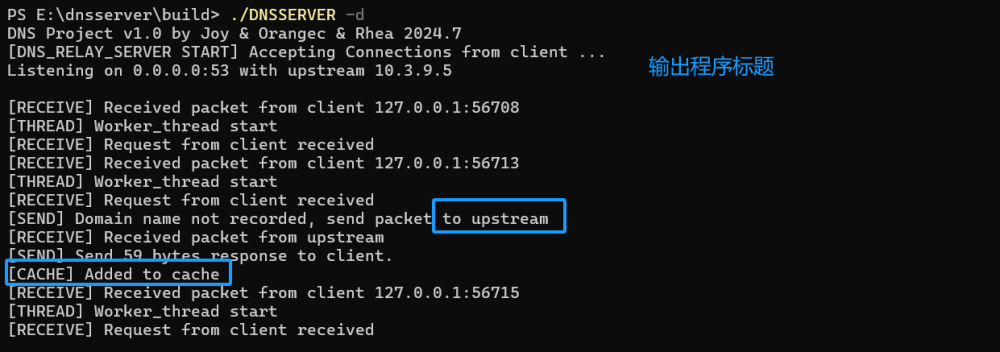 PS E:\dnsserver\build> ./DNSSERVER -d
DNS Project v1.0 by Joy & Orangec & Rhea 2024.7
[DNS_RELAY_SERVER START] Accepting Connections from client ...
输出程序标题
Listening on 0.0.0.0:53 with upstream 10.3.9.5
[RECEIVE] Received packet from client 127.0.0.1:56708
[THREAD] Worker_thread start
[RECEIVE] Request from client received
[RECEIVE] Received packet from client 127.0.0.1:56713
[THREAD] Worker_thread start
[RECEIVE] Request from client received
[SEND] Domain name not recorded, send packet to upstream
[RECEIVE] Received packet from upstream
[SEND] Send 59 bytes response to client.
[CACHE] Added to cache
[RECEIVE] Received packet from client 127.0.0.1:56715
[THREAD] Worker_thread start
[RECEIVE] Request from client received